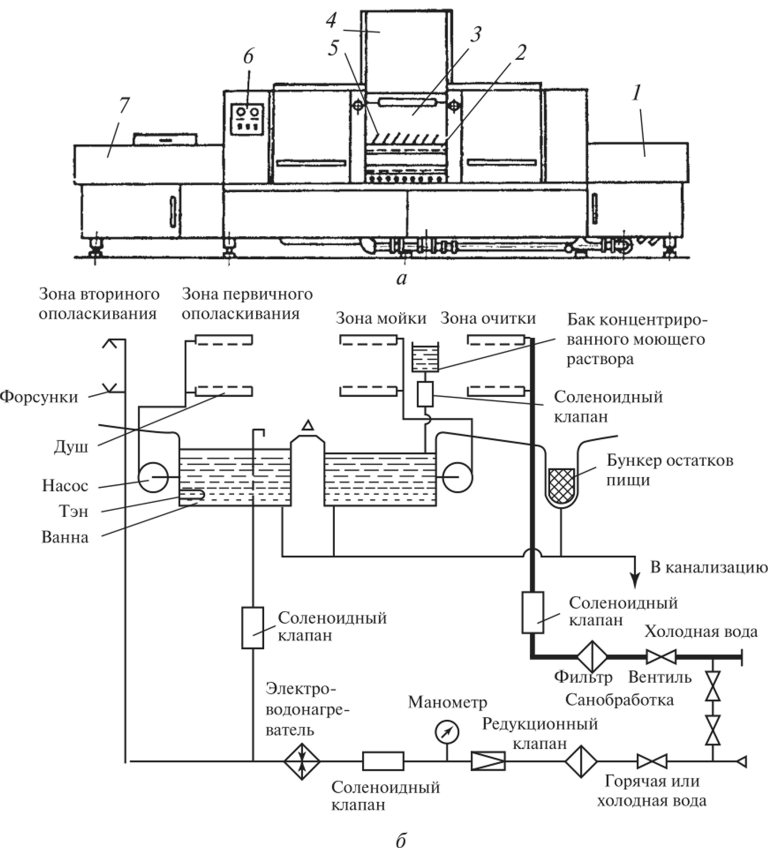 4
5
3
2
6
7
1
а
Зона вториного
ополаскивания
Зона первичного
ополаскивания
Зона мойки
Зона очитки
Бак концентриро-
ванного моющего
раствора
Форсунки
Соленоидный
клапан
Душ
Насос
Тэн
Ванна
Бункер остатков
пищи
В канализацию
Соленоидный
клапан
Соленоидный
клапан
Холодная вода
Фильтр
Вентиль
Санобработка
Электро-
водонагре-
ватель
Манометр
Редукционный
клапан
Соленоидный
клапан
Горячая или
холодная вода
б